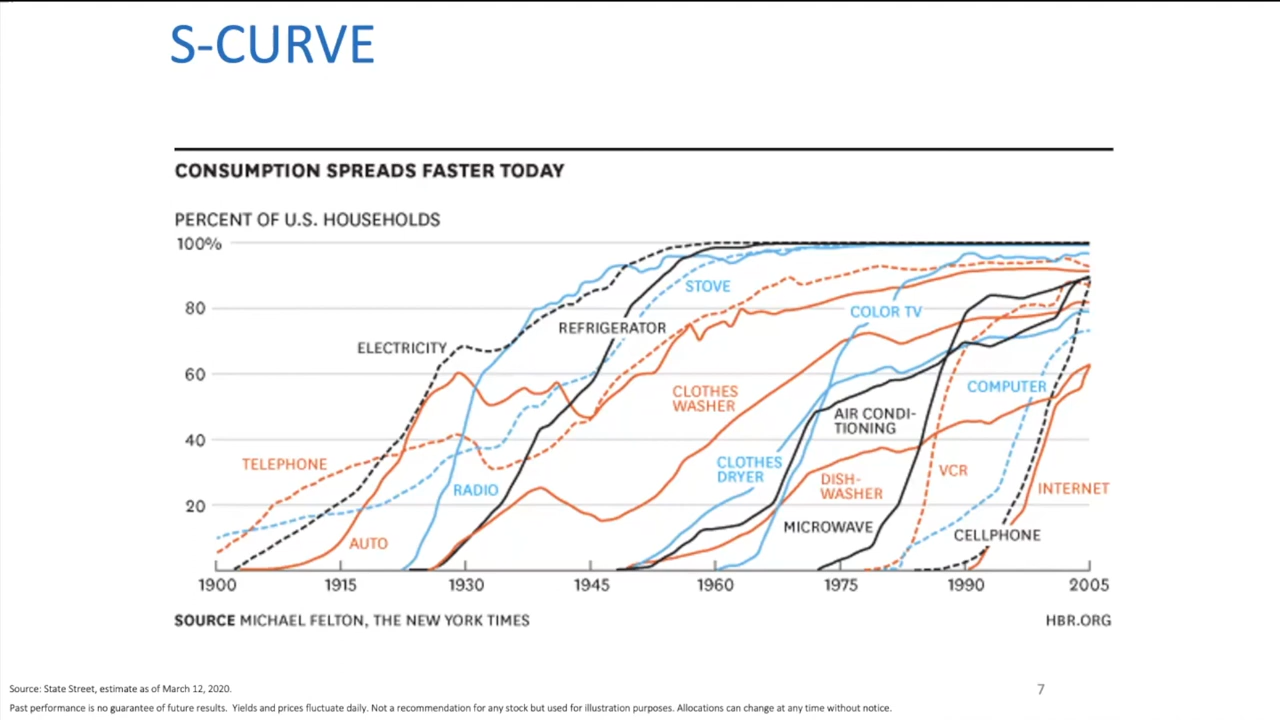 S-CURVE
CONSUMPTION SPREADS FASTER TODAY
PERCENT OF U.S. HOUSEHOLDS
100%
80
60
40
20
STOVE
COLOR TV
REFRIGERATOR
ELECTRICITY
CLOTHES
WASHER
COMPUTER
AIR CONDI-
TIONING
TELEPHONE
CLOTHES
DRYER
DISH-
WASHER
VCR
RADIO
INTERNET
MICROWAVE
CELLPHONE
AUTO
1900
1915
1930
1945
1960
1975
1990
2005
SOURCE MICHAEL FELTON, THE NEW YORK TIMES
HBR.ORG
Source: State Street, estimate as of March 12, 2020.
7
Past performance is no guarantee of future results. Yields and prices fluctuate daily. Not a recommendation for any stock but used for illustration purposes. Allocations can change at any time without notice.